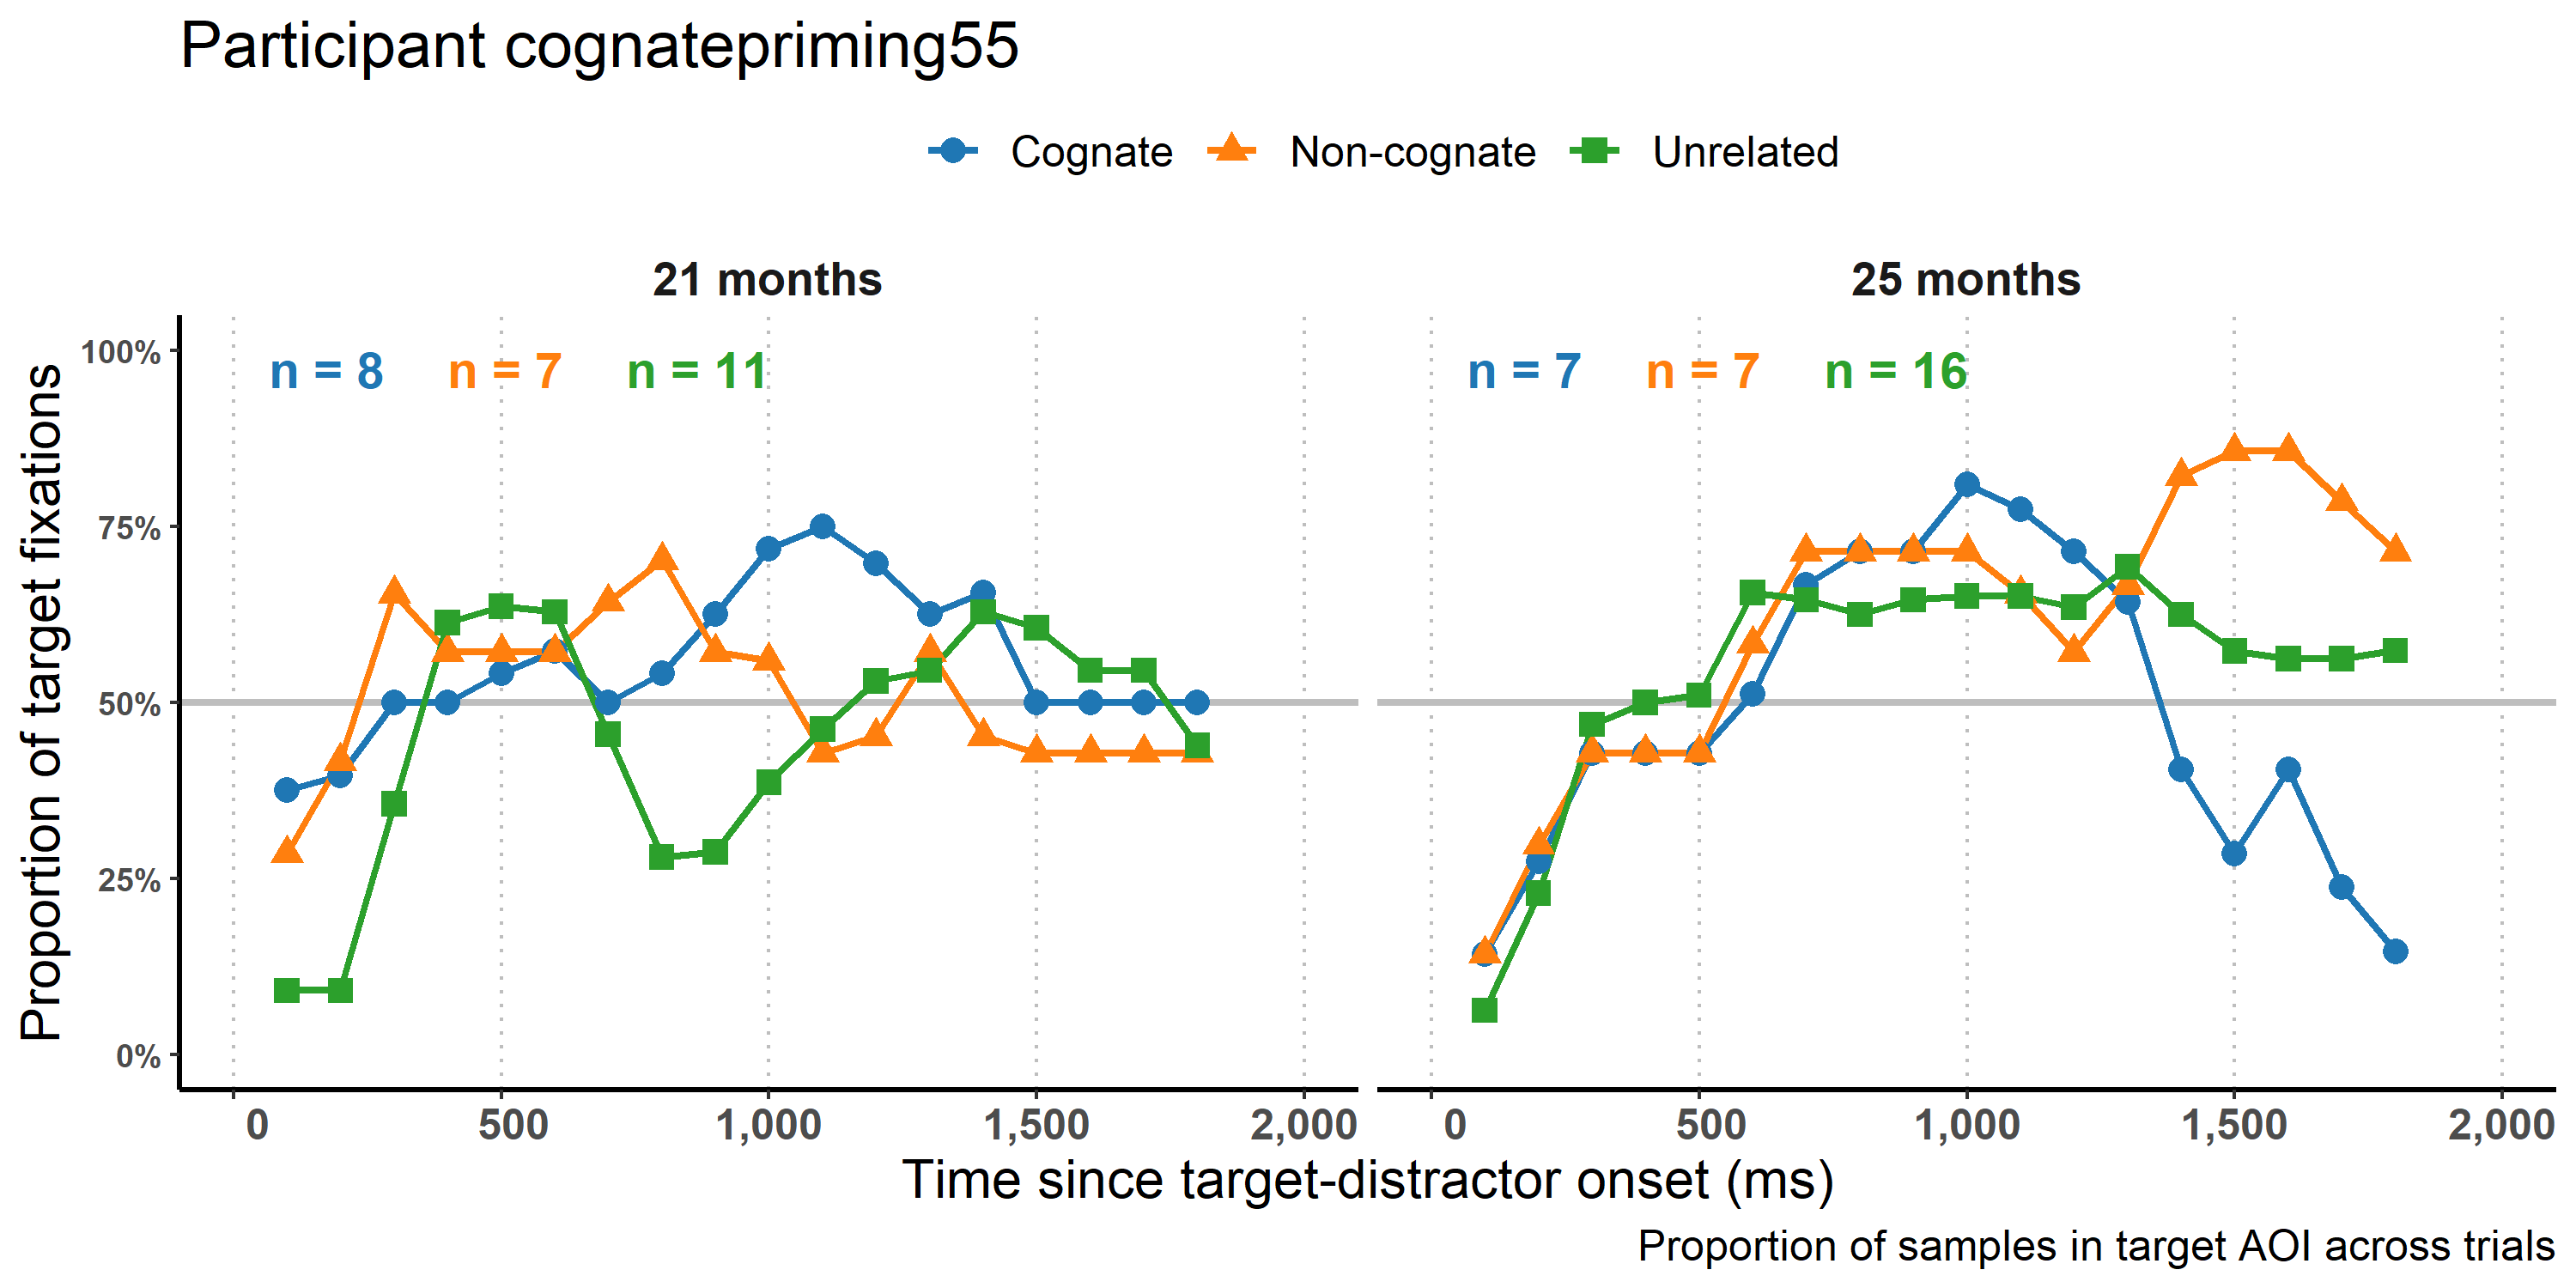 Participant cognatepriming55
Cognate Non-cognate Unrelated
21 months 25 months
100%
n = 8 n = 7 n = 11 n = 7 n = 7 n = 16
75%
50%
25%
0%
Proportion of target fixations
0 500 1,000 1,500 2,000 0 500 1,000 1,500 2,000
Time since target-distractor onset (ms)
Proportion of samples in target AOI across trials